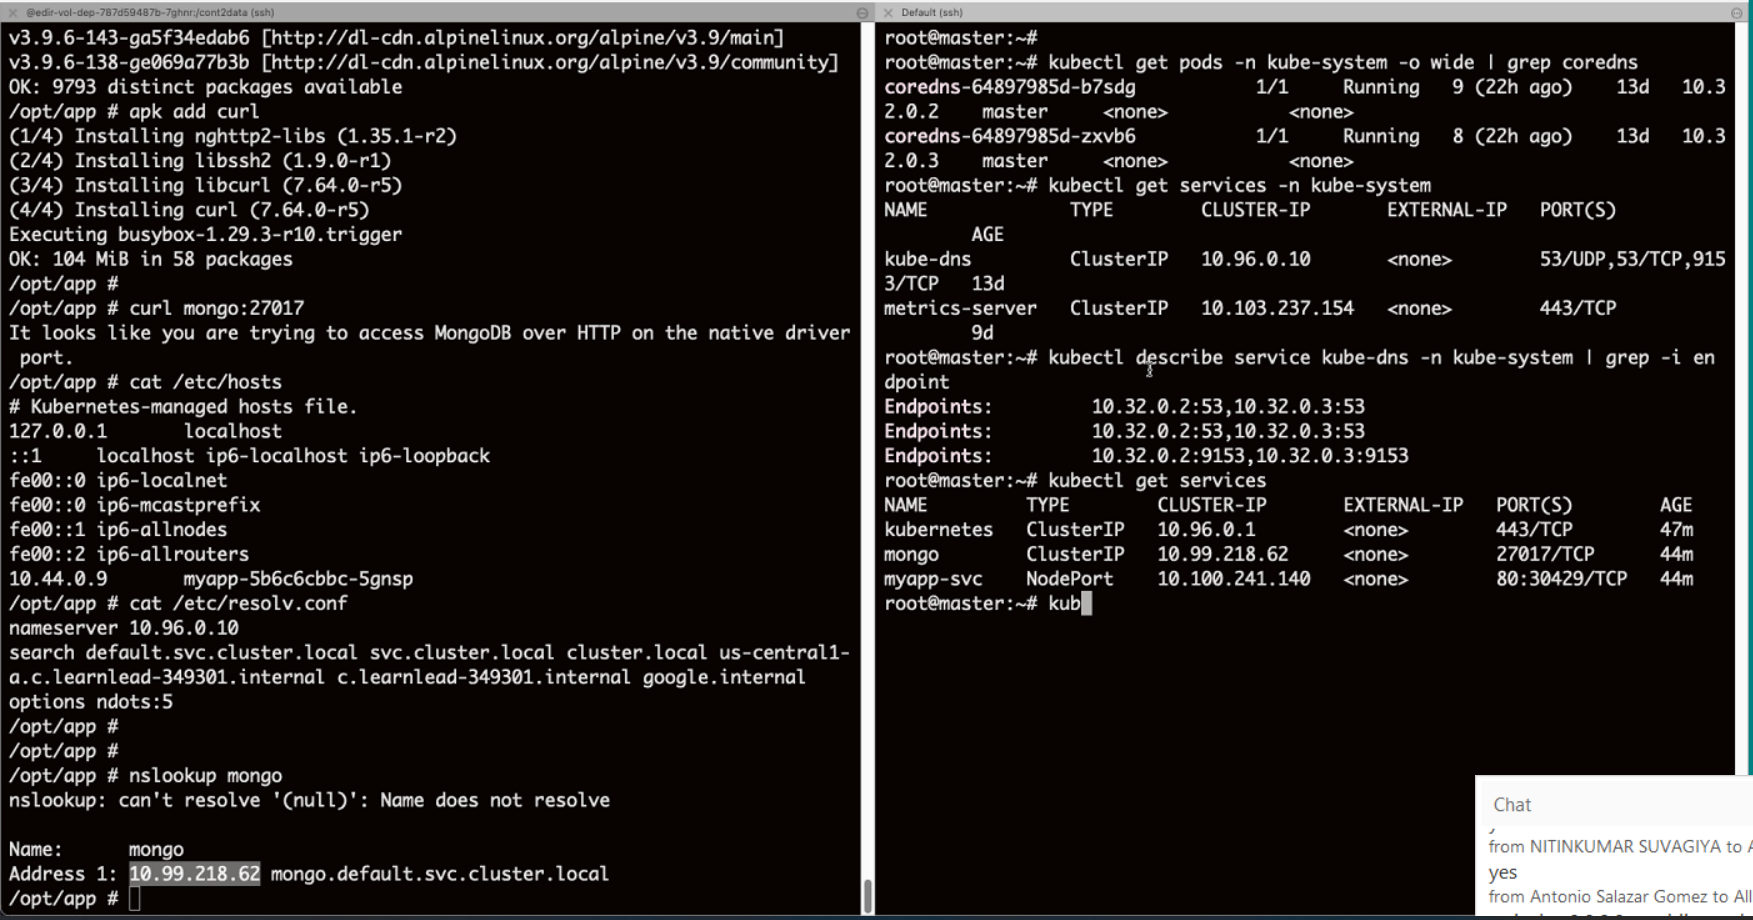 @edir-vol-dep-787d59487b-7ghnr:/cont2data (ssh)
v3.9.6-143-ga5f34edab6 [http://dl-cdn.alpinelinux.org/alpine/v3.9/main]
v3.9.6-138-ge069a77b3b [http://dl-cdn.alpinelinux.org/alpine/v3.9/community]
OK: 9793 distinct packages available
/opt/app # apk add curl
(1/4) Installing nghttp2-libs (1.35.1-r2)
(2/4) Installing libssh2 (1.9.0-r1)
(3/4) Installing libcurl (7.64.0-r5)
(4/4) Installing curl (7.64.0-r5)
Executing busybox-1.29.3-r10.trigger
OK: 104 MiB in 58 packages
/opt/app #
/opt/app # curl mongo:27017
It looks like you are trying to access MongoDB over HTTP on the native driver
port.
/opt/app # cat /etc/hosts
# Kubernetes-managed hosts file.
127.0.0.1 localhost
::1 localhost ip6-localhost ip6-loopback
fe00::0 ip6-localnet
fe00::0 ip6-mcastprefix
fe00::1 ip6-allnodes
fe00::2 ip6-allrouters
10.44.0.9 myapp-5b6c6cbbc-5gnsp
/opt/app # cat /etc/resolv.conf
nameserver 10.96.0.10
search default.svc.cluster.local svc.cluster.local cluster.local us-central1-
a.c.learnlead-349301.internal c.learnlead-349301.internal google.internal
options ndots:5
/opt/app #
/opt/app #
/opt/app # nslookup mongo
nslookup: can't resolve '(null)': Name does not resolve
Name: mongo
Address 1: 10.99.218.62 mongo.default.svc.cluster.local
/opt/app #
Default (ssh)
root@master:~#
root@master:~# kubectl get pods -n kube-system -o wide | grep coredns
coredns-64897985d-b7sdg 1/1 Running 9 (22h ago) 13d 10.3
2.0.2 master <none> <none>
coredns-64897985d-zxvb6 1/1 Running 8 (22h ago) 13d 10.3
2.0.3 master <none> <none>
root@master:~# kubectl get services -n kube-system
NAME TYPE CLUSTER-IP EXTERNAL-IP PORT(S)
AGE
kube-dns ClusterIP 10.96.0.10 <none> 53/UDP,53/TCP,915
3/TCP 13d
metrics-server ClusterIP 10.103.237.154 <none> 443/TCP
9d
root@master:~# kubectl describe service kube-dns -n kube-system | grep -i en
dpoint
Endpoints: 10.32.0.2:53,10.32.0.3:53
Endpoints: 10.32.0.2:53,10.32.0.3:53
Endpoints: 10.32.0.2:9153,10.32.0.3:9153
root@master:~# kubectl get services
NAME TYPE CLUSTER-IP EXTERNAL-IP PORT(S) AGE
kubernetes ClusterIP 10.96.0.1 <none> 443/TCP 47m
mongo ClusterIP 10.99.218.62 <none> 27017/TCP 44m
myapp-svc NodePort 10.100.241.140 <none> 80:30429/TCP 44m
root@master:~# kub
Chat
from NITINKUMAR SUVAGIYA to A
yes
from Antonio Salazar Gomez to All